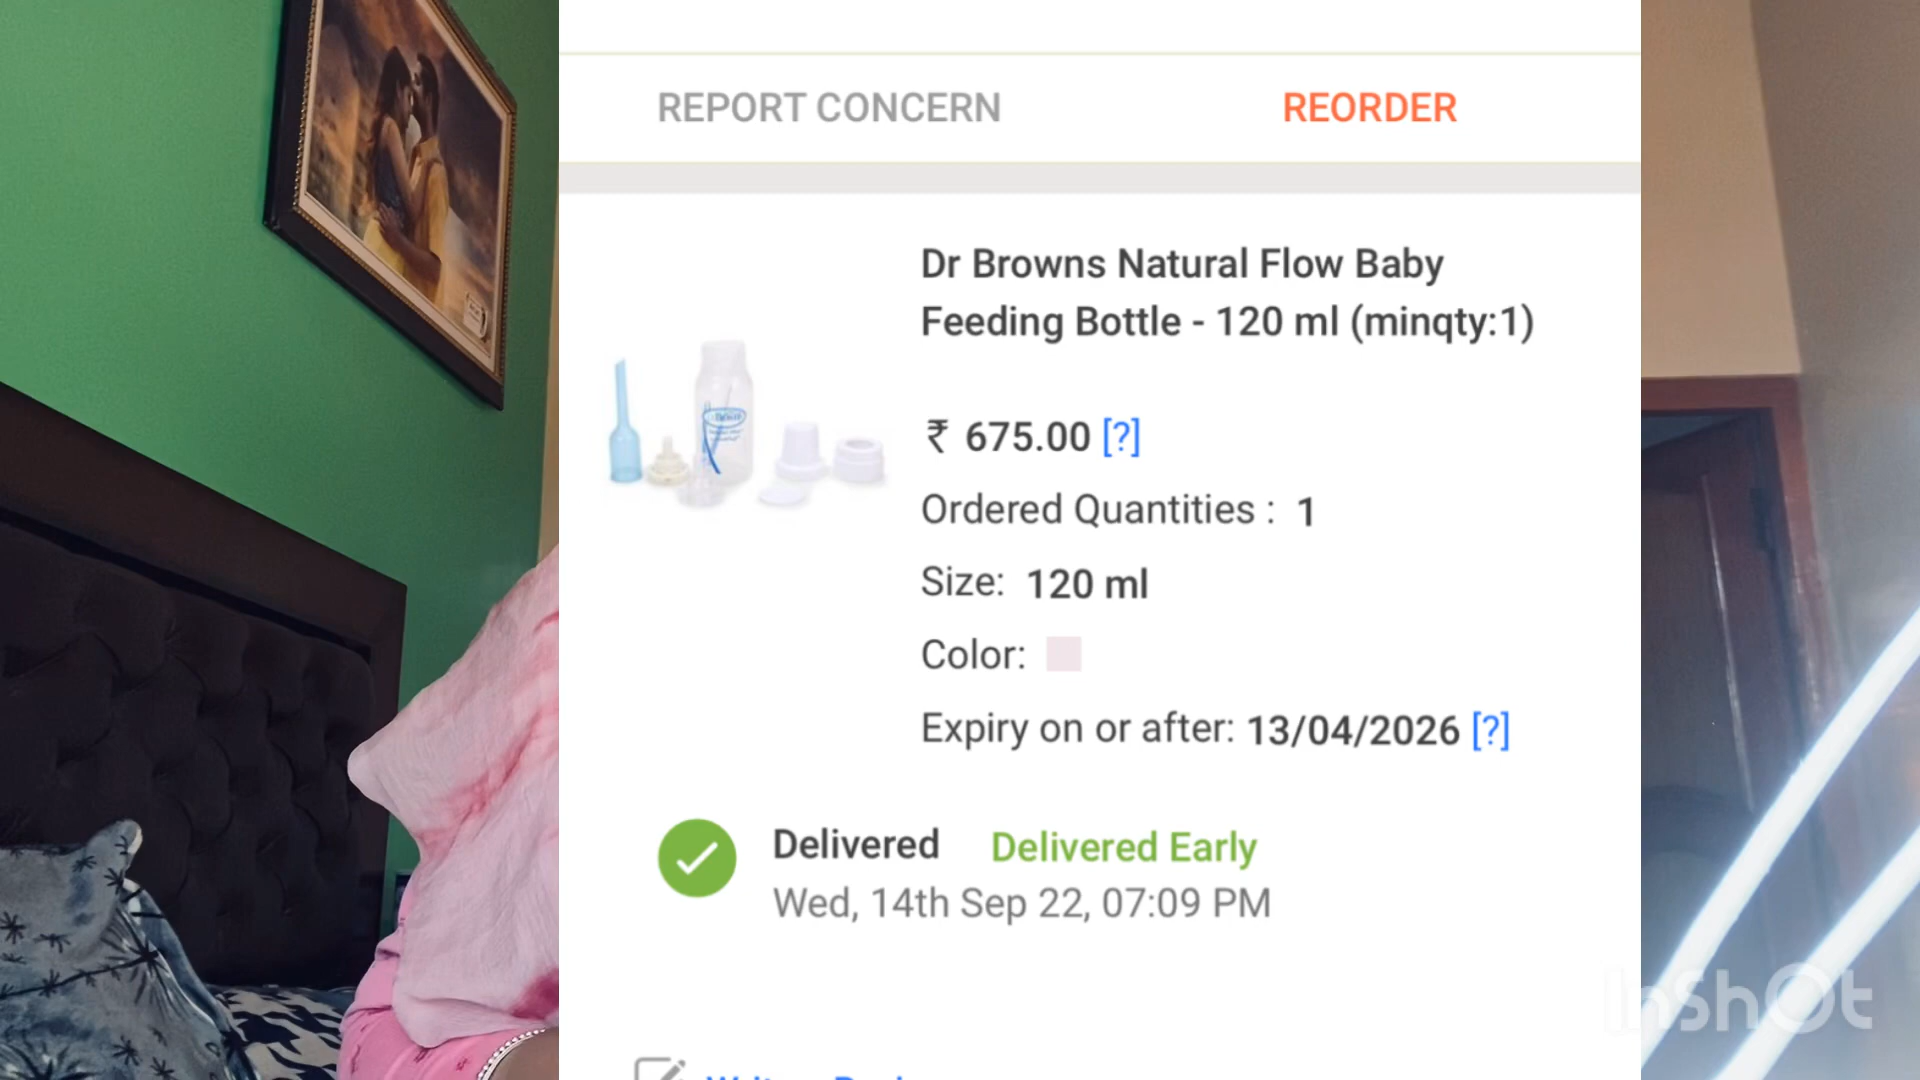 REPORT CONCERN
REORDER
Dr Browns Natural Flow Baby
Feeding Bottle - 120 ml (minqty:1)
₹ 675.00 [?]
Ordered Quantities : 1
Size: 120 ml
Color:
Expiry on or after: 13/04/2026 [?]
Delivered Delivered Early
Wed, 14th Sep 22, 07:09 PM
InShOt